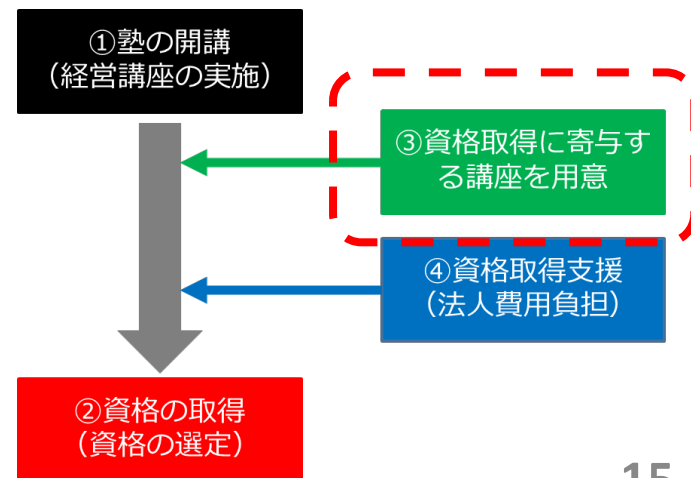 ①塾の開講
（経営講座の実施）
③資格取得に寄与す
る講座を用意
④資格取得支援
（法人費用負担）
②資格の取得
（資格の選定）
15